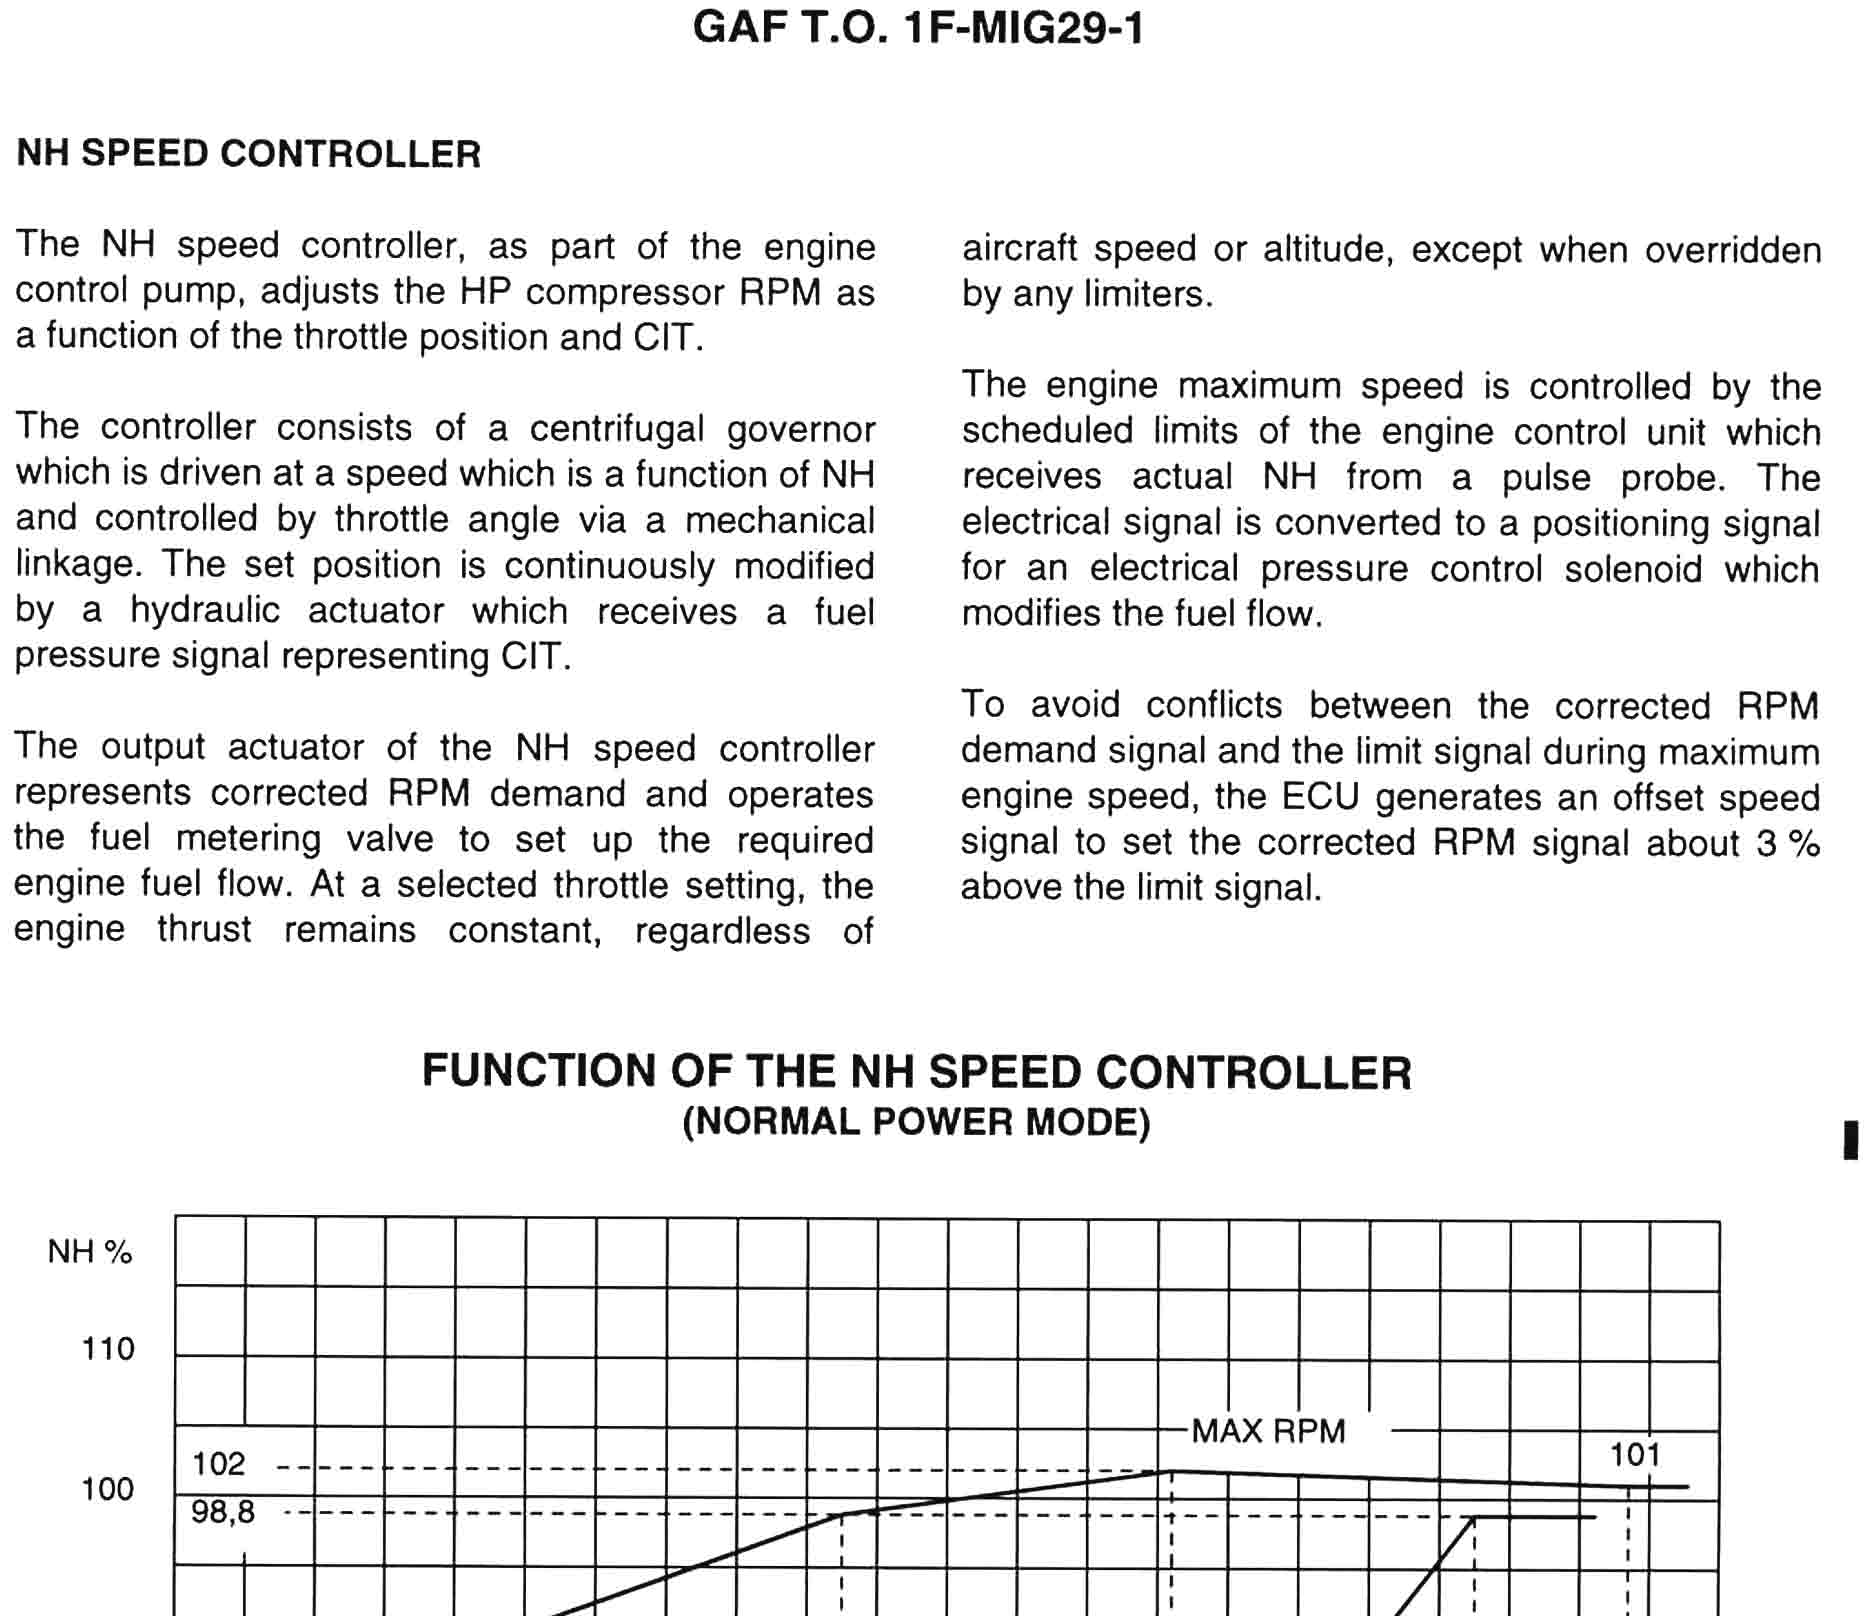 GAF T.O. 1F-MIG29-1
NH SPEED CONTROLLER
The NH speed controller, as part of the engine
control pump, adjusts the HP compressor RPM as
a function of the throttle position and CIT.
The controller consists of a centrifugal governor
which is driven at a speed which is a function of NH
and controlled by throttle angle via a mechanical
linkage. The set position is continuously modified
by a hydraulic actuator which receives a fuel
pressure signal representing CIT.
The output actuator of the NH speed controller
represents corrected RPM demand and operates
the fuel metering valve to set up the required
engine fuel flow. At a selected throttle setting, the
engine thrust remains constant, regardless of
aircraft speed or altitude, except when overridden
by any limiters.
The engine maximum speed is controlled by the
scheduled limits of the engine control unit which
receives actual NH from a pulse probe. The
electrical signal is converted to a positioning signal
for an electrical pressure control solenoid which
modifies the fuel flow.
To avoid conflicts between the corrected RPM
demand signal and the limit signal during maximum
engine speed, the ECU generates an offset speed
signal to set the corrected RPM signal about 3 %
above the limit signal.
FUNCTION OF THE NH SPEED CONTROLLER
(NORMAL POWER MODE)
NH %
110
MAX RPM
101
102
100
98,8